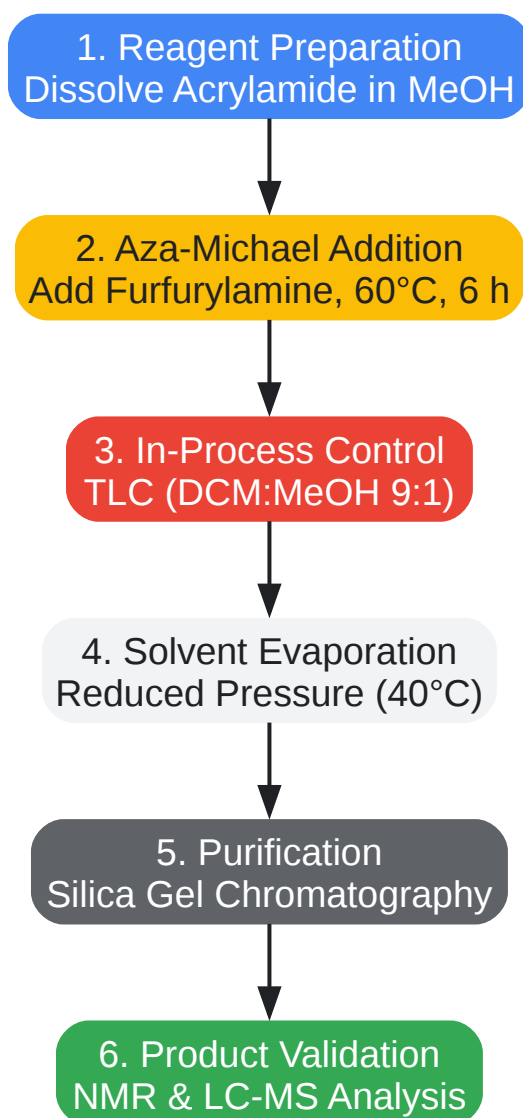 1. Reagent Preparation
Dissolve Acrylamide in MeOH
2. Aza-Michael Addition
Add Furfurylamine, 60°C, 6 h
3. In-Process Control
TLC (DCM:MeOH 9:1)
4. Solvent Evaporation
Reduced Pressure (40°C)
5. Purification
Silica Gel Chromatography
6. Product Validation
NMR & LC-MS Analysis